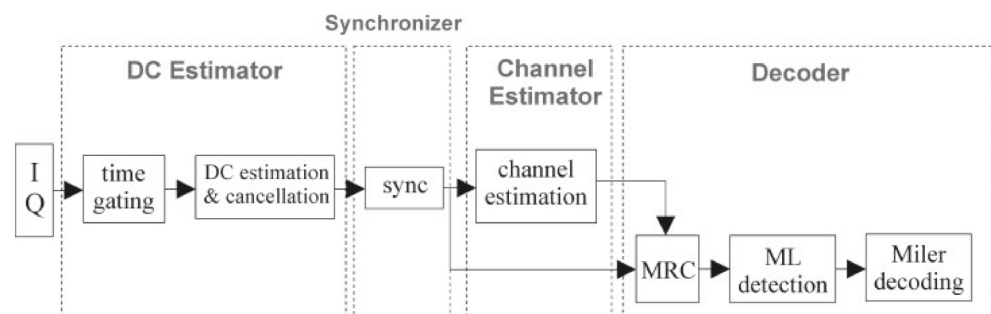 Synchronizer
DC Estimator
Channel
Estimator
Decoder
I
Q
time
gating
DC estimation
& cancellation
sync
channel
estimation
MRC
ML
detection
Miler
decoding